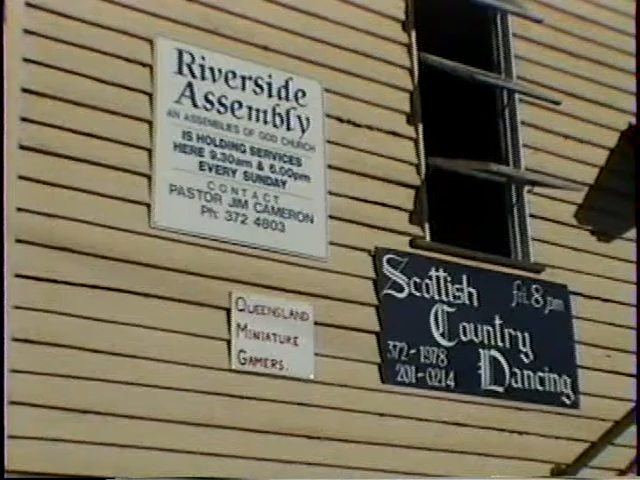 Riverside
Assembly
AN ASSEMBLIES OF GOD CHURCH
IS HOLDING SERVICES
HERE 9.30am & 6.00pm
EVERY SUNDAY
CONTACT
PASTOR JIM CAMERON
Ph: 372 4803
QUEENSLAND
MINIATURE
GAMERS.
Scottish fri 8 pm
Country
372-1978
201-0214 Dancing